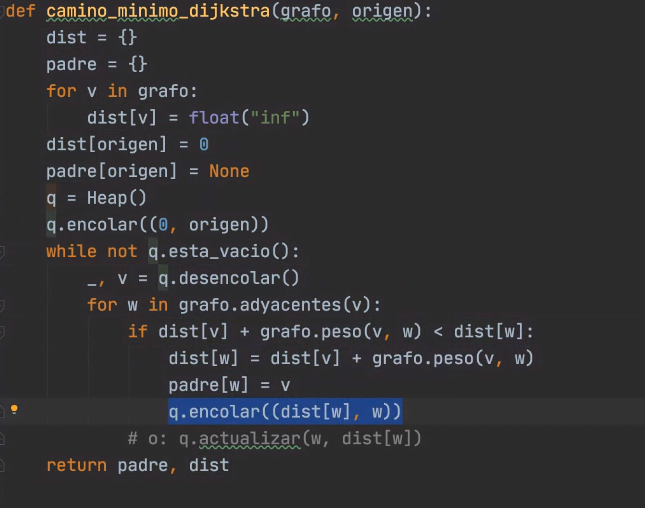 def camino_minimo_dijkstra(grafo, origen):
    dist = {}
    padre = {}
    for v in grafo:
        dist[v] = float("inf")
    dist[origen] = 0
    padre[origen] = None
    q = Heap()
    q.encolar((0, origen))
    while not q.esta_vacio():
        _, v = q.desencolar()
        for w in grafo.adyacentes(v):
            if dist[v] + grafo.peso(v, w) < dist[w]:
                dist[w] = dist[v] + grafo.peso(v, w)
                padre[w] = v
                q.encolar((dist[w], w))
            # o: q.actualizar(w, dist[w])
    return padre, dist